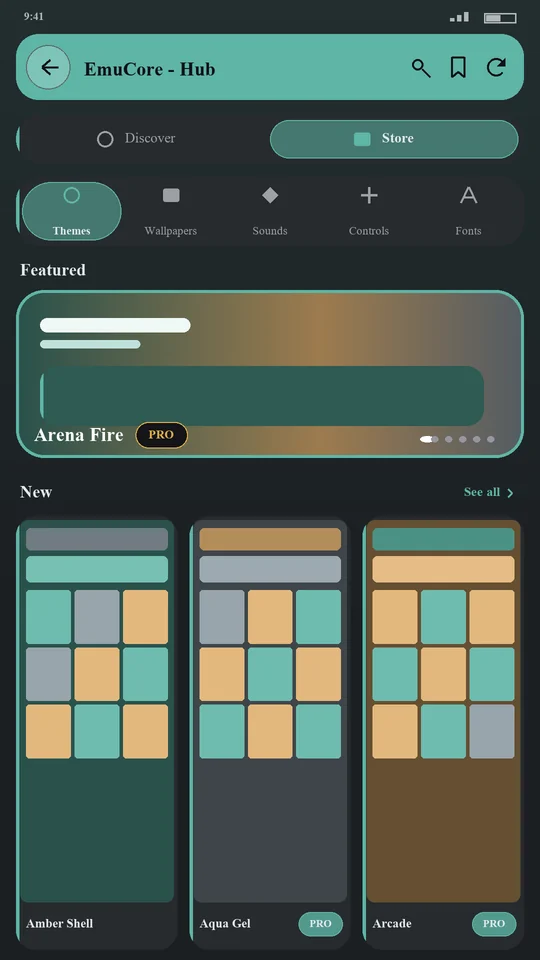 9:41
EmuCore - Hub
Discover
Store
Themes
Wallpapers
Sounds
Controls
Fonts
Featured
Arena Fire
PRO
New
See all
Amber Shell
Aqua Gel
PRO
Arcade
PRO